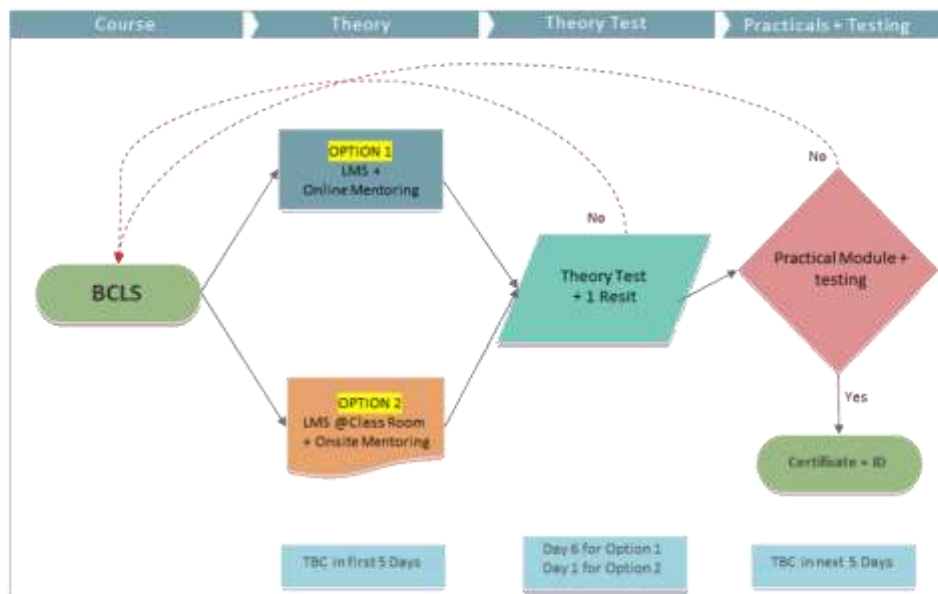 Course
Theory
Theory Test
Practicals + Testing
No
OPTION 1
LMS +
Online Mentoring
No
BCLS
Theory Test
+ 1 Resit
Practical Module +
testing
OPTION 2
LMS @Class Room
+ Onsite Mentoring
Yes
Certificate + ID
TBC in first 5 Days
Day 6 for Option 1
Day 1 for Option 2
TBC in next 5 Days